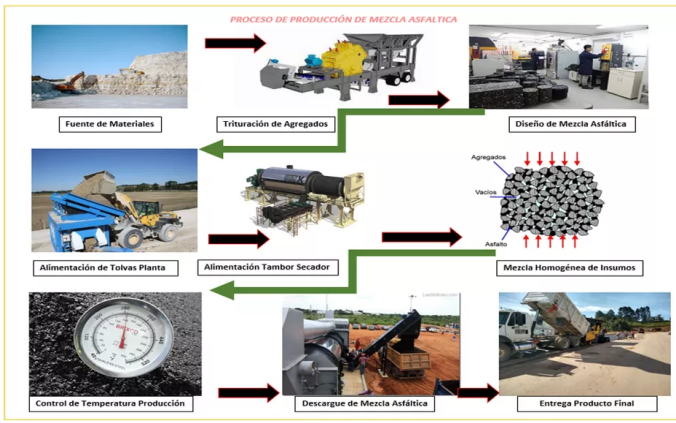 PROCESO DE PRODUCCIÓN DE MEZCLA ASFALTICA
Fuente de Materiales
Trituración de Agregados
Diseño de Mezcla Asfáltica
Agregados
Vacíos
Asfalto
Alimentación de Tolvas Planta
Alimentación Tambor Secador
Mezcla Homogénea de Insumos
Control de Temperatura Producción
Descargue de Mezcla Asfáltica
Entrega Producto Final